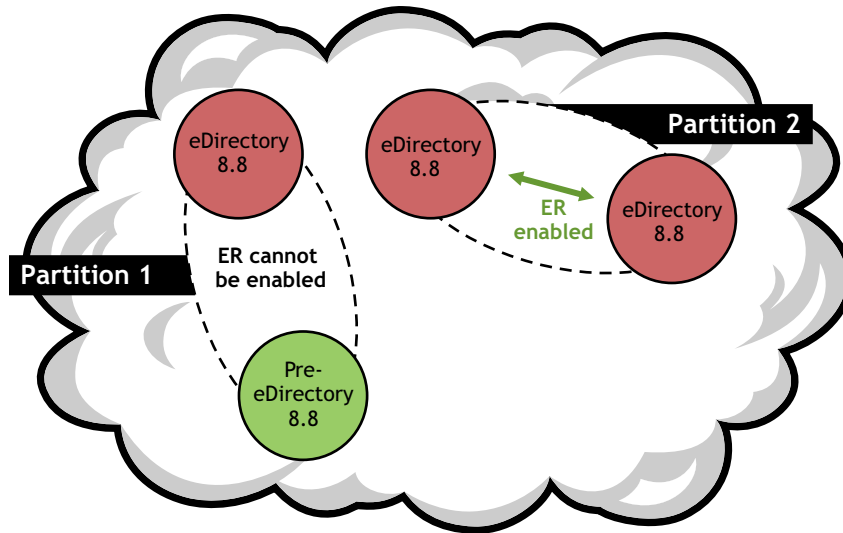 eDirectory
8.8
eDirectory
8.8
Partition 2
eDirectory
8.8
ER
enabled
Partition 1
ER cannot
be enabled
Pre-
eDirectory
8.8